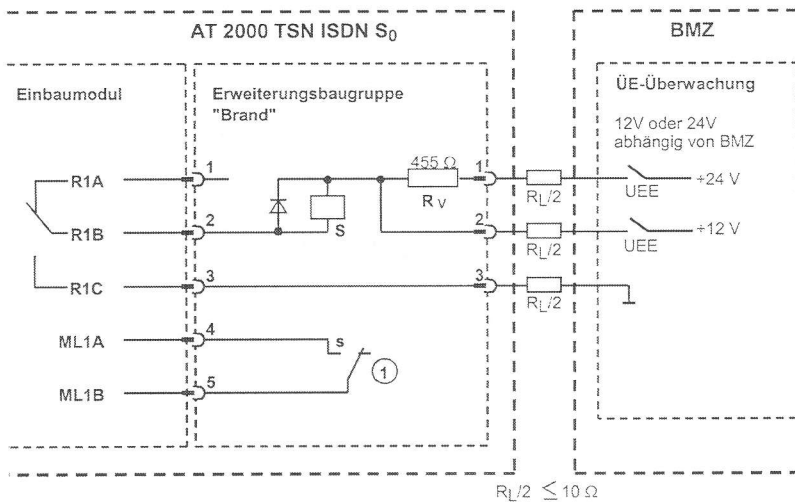 AT 2000 TSN ISDN S0
BMZ
Einbaumodul
Erweiterungsbaugruppe
"Brand"
ÜE-Überwachung
12V oder 24V
abhängig von BMZ
R1A
1
455 Ω
RV
1
RL/2
UEE
+24 V
R1B
2
S
2
RL/2
UEE
+12 V
R1C
3
3
RL/2
ML1A
4
s
1
ML1B
5
RL/2 ≤ 10 Ω